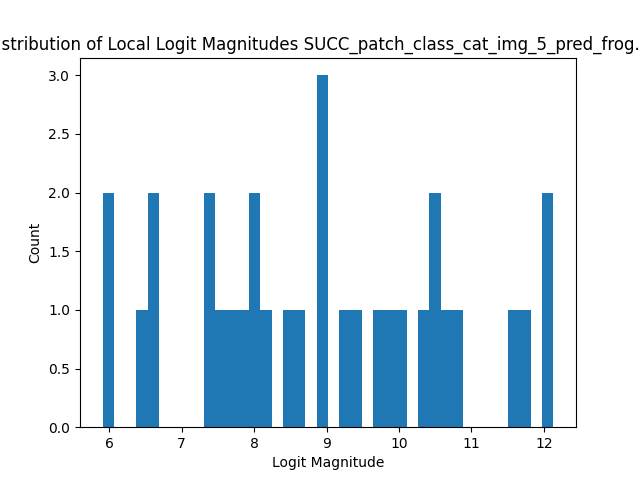 stribution of Local Logit Magnitudes SUCC_patch_class_cat_img_5_pred_frog.
3.0
2.5
2.0
1.5
1.0
0.5
0.0
Count
6 7 8 9 10 11 12
Logit Magnitude